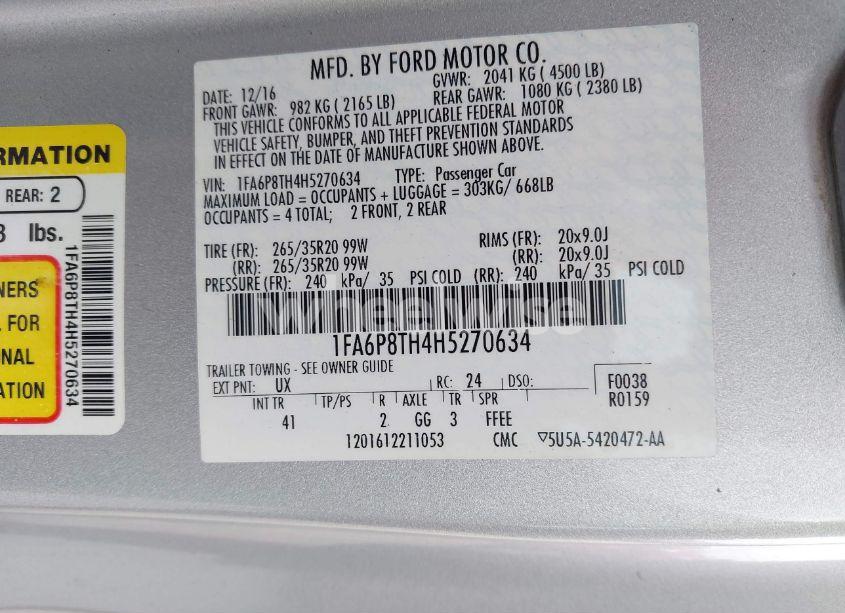 MFD. BY FORD MOTOR CO.
DATE: 12/16 GVWR: 2041 KG ( 4500 LB)
FRONT GAWR: 982 KG ( 2165 LB) REAR GAWR: 1080 KG ( 2380 LB)
THIS VEHICLE CONFORMS TO ALL APPLICABLE FEDERAL MOTOR
VEHICLE SAFETY, BUMPER, AND THEFT PREVENTION STANDARDS
IN EFFECT ON THE DATE OF MANUFACTURE SHOWN ABOVE.
VIN: 1FA6P8TH4H5270634 TYPE: Passenger Car
MAXIMUM LOAD = OCCUPANTS + LUGGAGE = 303KG/ 668LB
OCCUPANTS = 4 TOTAL; 2 FRONT, 2 REAR
TIRE (FR): 265/35R20 99W RIMS (FR): 20x9.0J
(RR): 265/35R20 99W (RR): 20x9.0J
PRESSURE (FR): 240 kPa/ 35 PSI COLD (RR): 240 kPa/ 35 PSI COLD
WheelWise
1FA6P8TH4H5270634
TRAILER TOWING - SEE OWNER GUIDE
EXT PNT: UX RC: 24 DSO: F0038
INT TR TP/PS R AXLE TR SPR R0159
41 2 GG 3 FFEE
1201612211053 CMC 5U5A-5420472-AA
RMATION
REAR: 2
lbs.
NERS
FOR
NAL
ATION
1FA6P8TH4H5270634